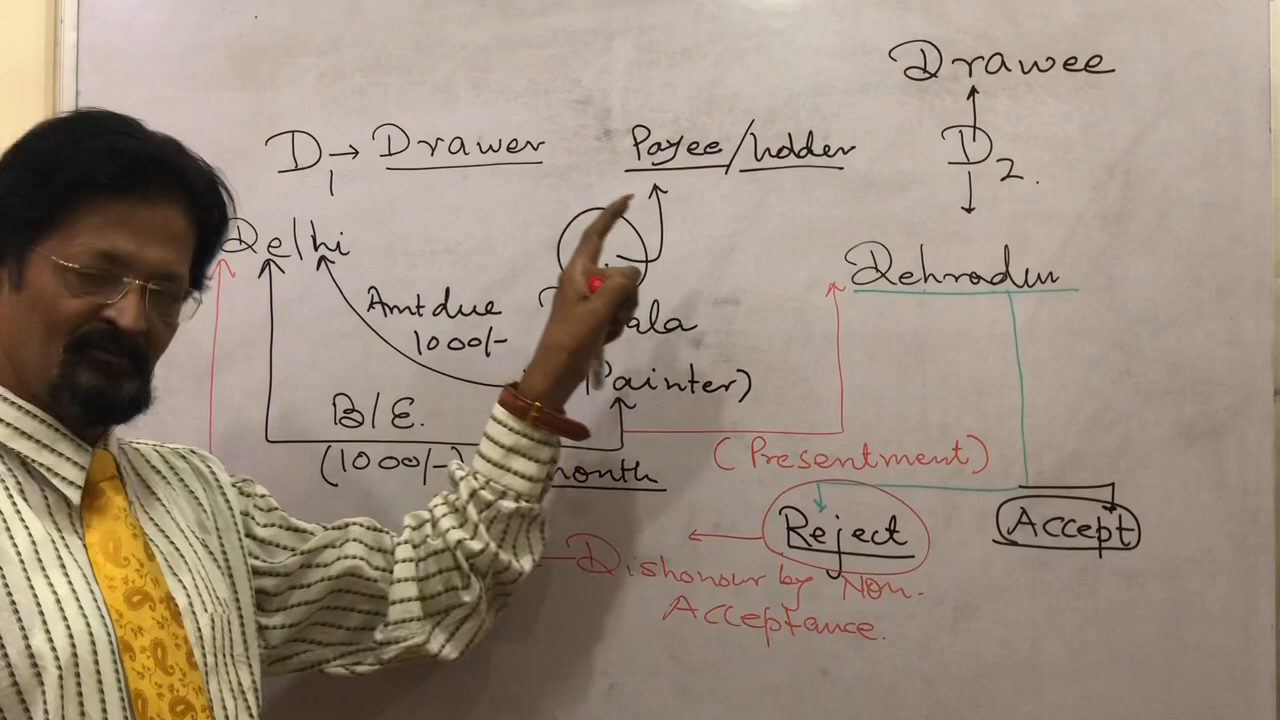 Drawee
D1 → Drawer
Payee/holder
D2.
Delhi
Dehradun
Amt due
1000/-
ala
Painter)
B/E.
(1000/-)
month
(Presentment)
Reject
Accept
Dishonour by Non-
Acceptance.